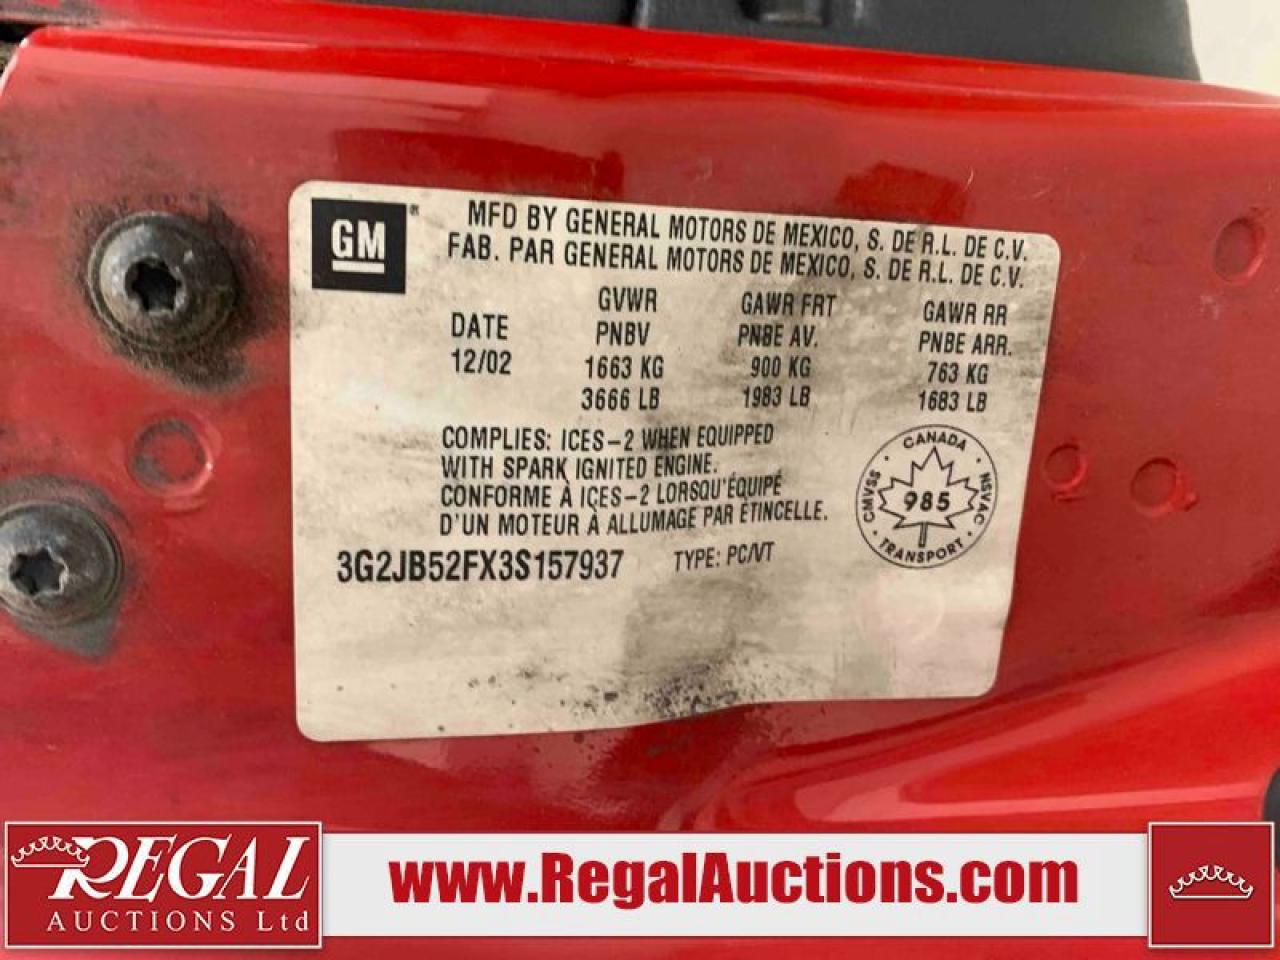 GM ® MFD BY GENERAL MOTORS DE MEXICO, S. DE R.L. DE C.V.
FAB. PAR GENERAL MOTORS DE MEXICO, S. DE R.L. DE C.V.
GVWR GAWR FRT GAWR RR
DATE PNBV PNBE AV. PNBE ARR.
12/02 1663 KG 900 KG 763 KG
3666 LB 1983 LB 1683 LB
COMPLIES: ICES-2 WHEN EQUIPPED
WITH SPARK IGNITED ENGINE.
CONFORME À ICES-2 LORSQU'ÉQUIPÉ
D'UN MOTEUR À ALLUMAGE PAR ÉTINCELLE.
CANADA
CMVSS 985 NSVAC
TRANSPORT
3G2JB52FX3S157937 TYPE: PC/VT
REGAL
AUCTIONS Ltd
www.RegalAuctions.com